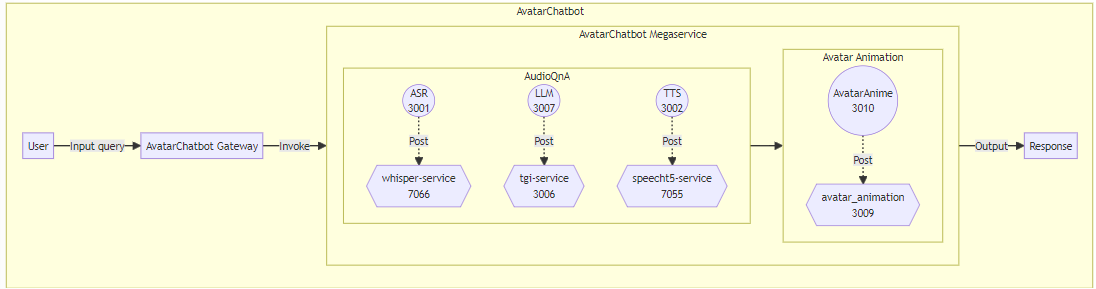 AvatarChatbot
AvatarChatbot Megaservice
Avatar Animation
AudioQnA
ASR
3001
LLM
3007
TTS
3002
AvatarAnime
3010
Post
Post
Post
Post
User
Input query
AvatarChatbot Gateway
Invoke
Output
Response
whisper-service
7066
tgi-service
3006
speecht5-service
7055
avatar_animation
3009